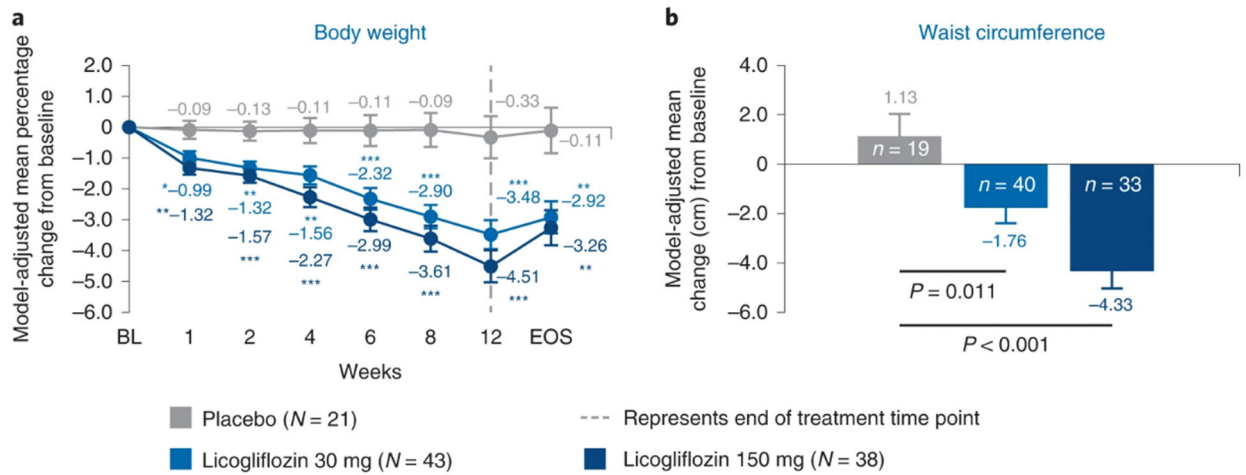 a
Body weight
Model-adjusted mean percentage
change from baseline
2.0
1.0
0
–1.0
–2.0
–3.0
–4.0
–5.0
–6.0
–0.09
–0.13
–0.11
–0.11
–0.09
–0.33
–0.11
*–0.99
**–1.32
**
–1.32
–1.57
***
**
–1.56
–2.27
***
***
–2.32
–2.99
***
***
–2.90
–3.61
***
***
–3.48
–4.51
***
**
–2.92
–3.26
**
BL 1 2 4 6 8 12 EOS
Weeks
b
Waist circumference
Model-adjusted mean
change (cm) from baseline
4.0
2.0
0
–2.0
–4.0
–6.0
1.13
n = 19
n = 40
n = 33
–1.76
–4.33
P = 0.011
P < 0.001
Placebo (N = 21)
Represents end of treatment time point
Licogliflozin 30 mg (N = 43)
Licogliflozin 150 mg (N = 38)